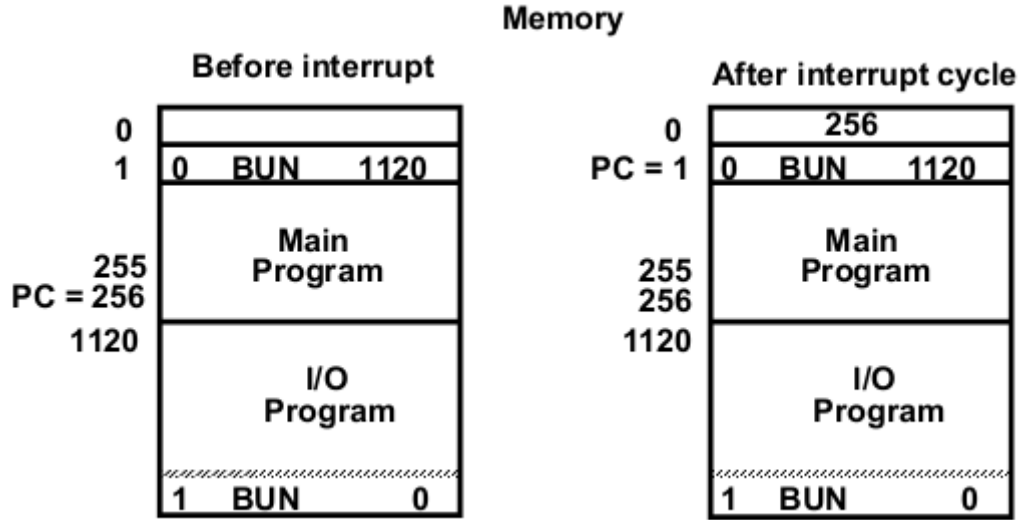 Memory
Before interrupt
0
1 0 BUN 1120
Main
Program
255
PC = 256
1120
I/O
Program
1 BUN 0
After interrupt cycle
0 256
PC = 1 0 BUN 1120
Main
Program
255
256
1120
I/O
Program
1 BUN 0